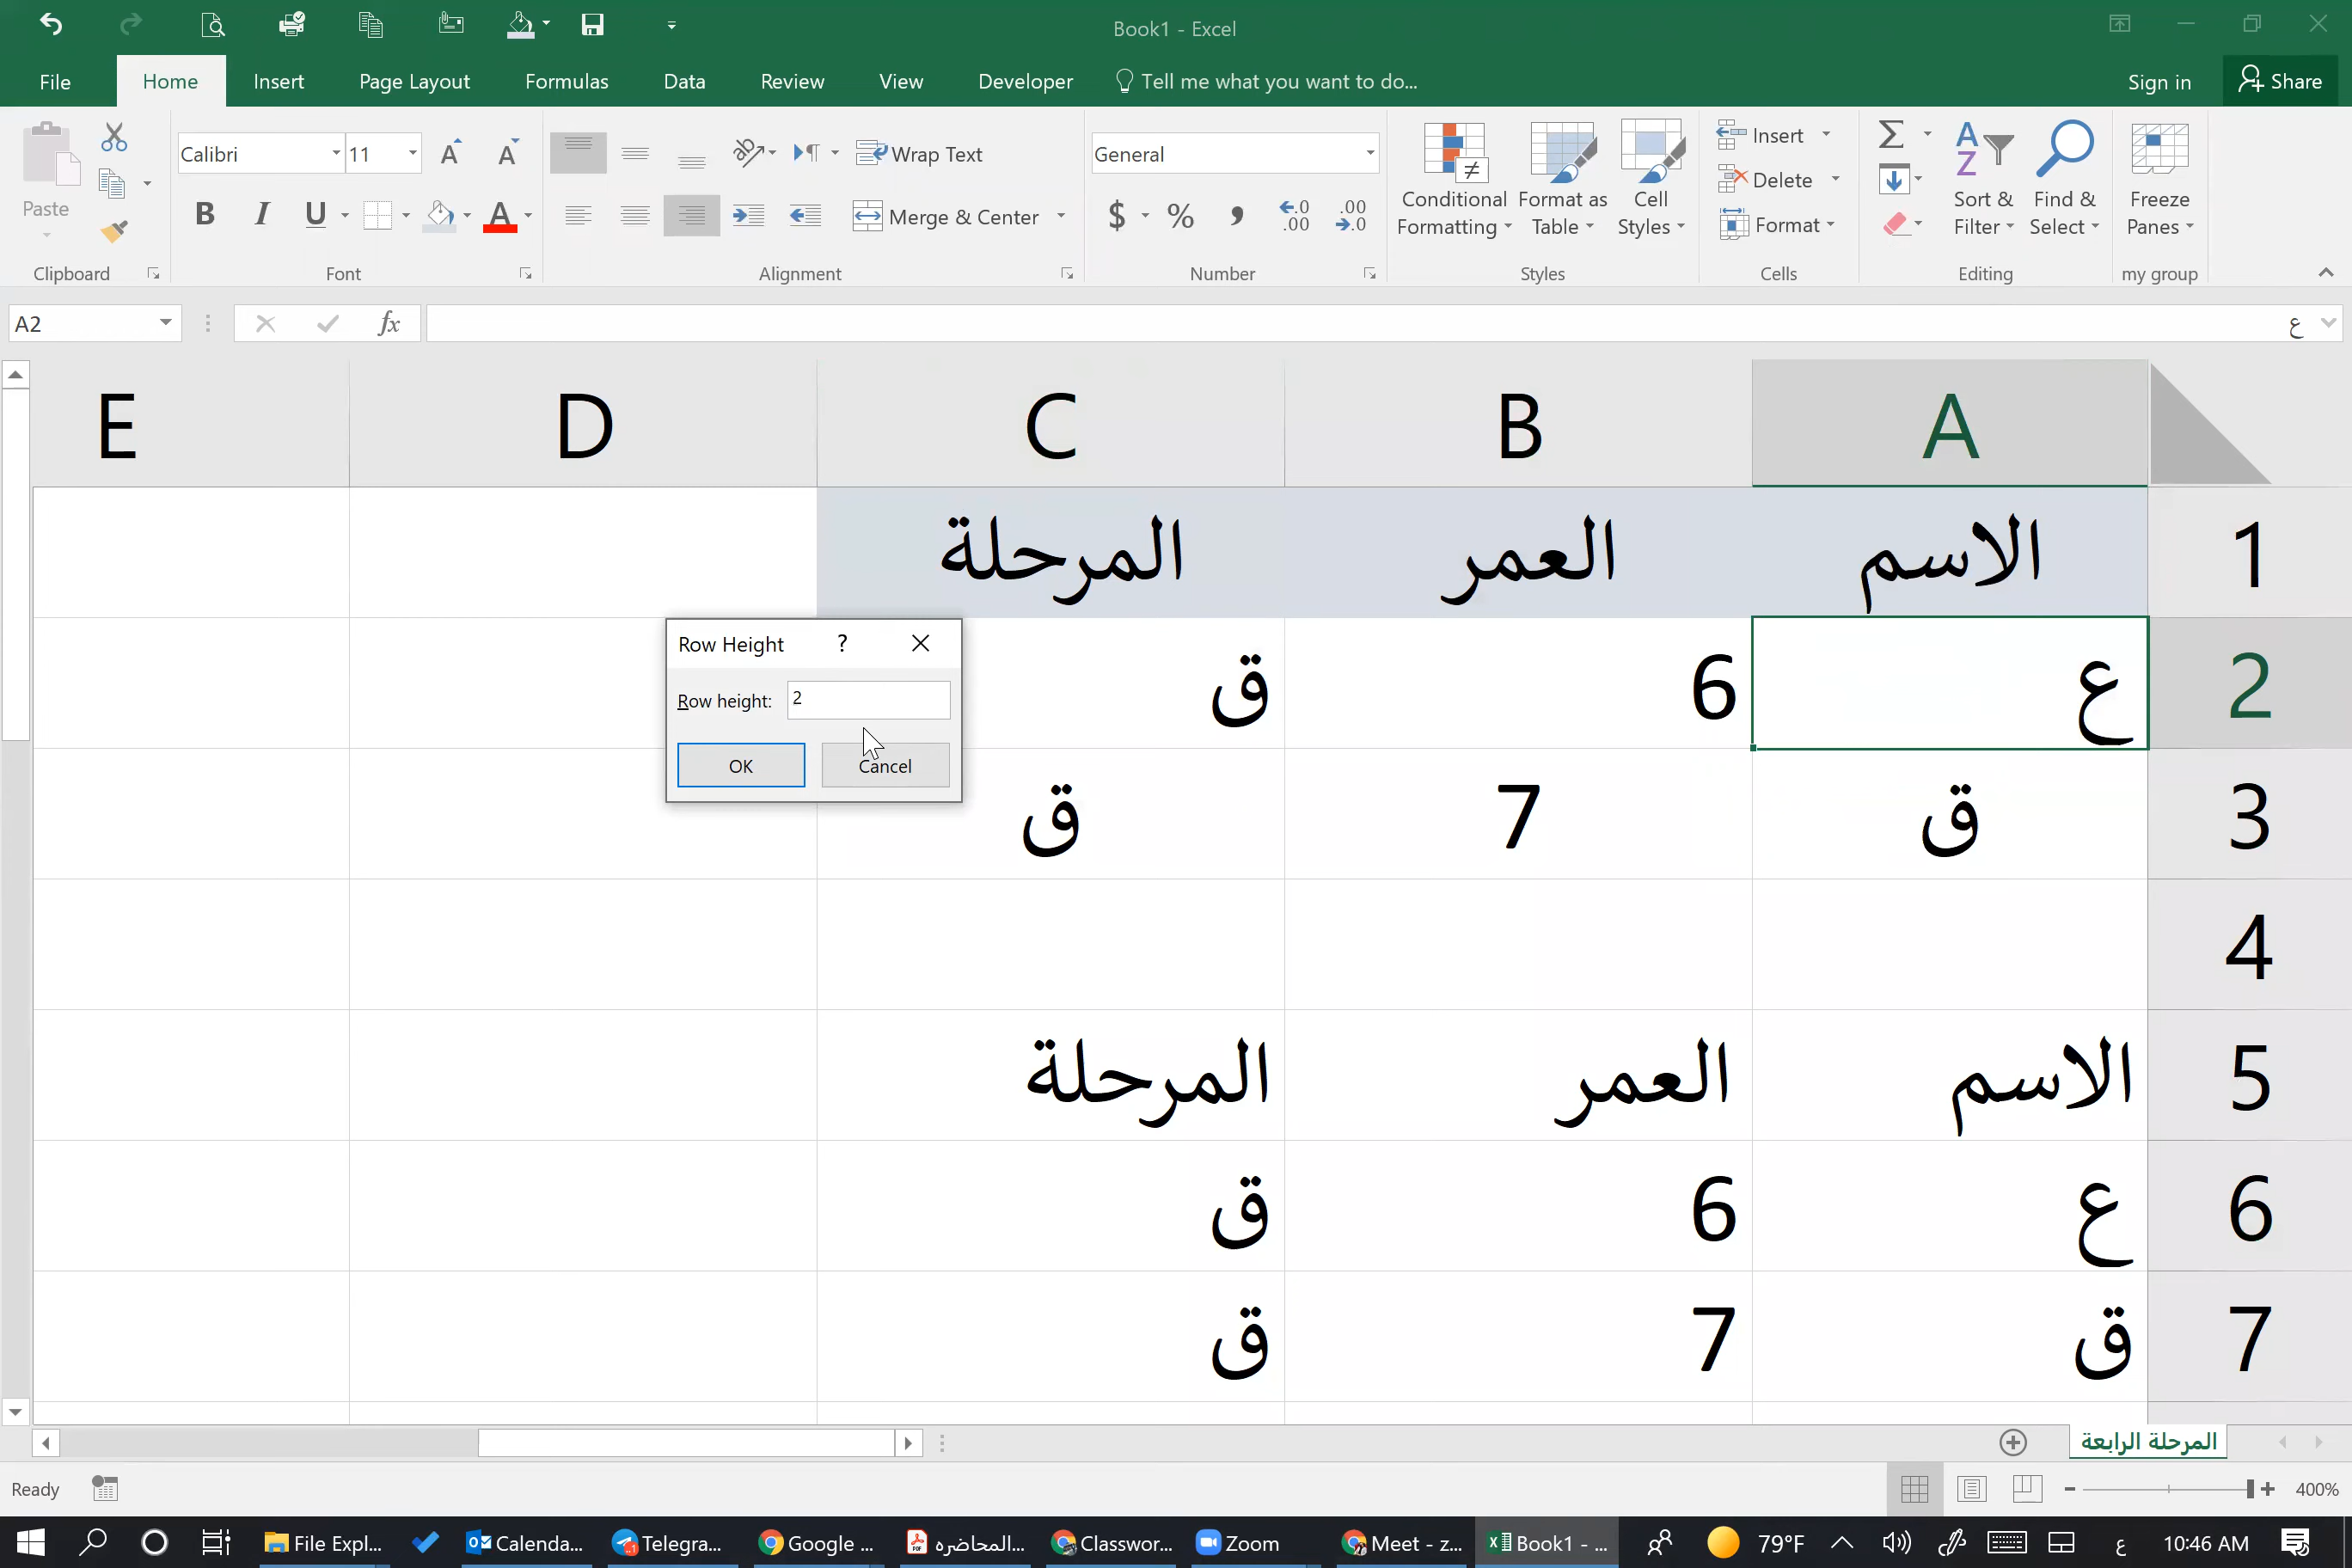 Book1 - Excel
File Home Insert Page Layout Formulas Data Review View Developer Tell me what you want to do... Sign in Share
Paste
Calibri 11
Wrap Text
Merge & Center
General
Conditional Formatting
Format as Table
Cell Styles
Insert
Delete
Format
Sort & Filter
Find & Select
Freeze Panes
Clipboard Font Alignment Number Styles Cells Editing my group
A2 fx ع
E D C B A
1 الاسم العمر المرحلة
2 ع 6 ق
3 ق 7 ق
4
5 الاسم العمر المرحلة
6 ع 6 ق
7 ق 7 ق
Row Height ?
Row height: 2
OK Cancel
المرحلة الرابعة
Ready 400%
File Expl... Calenda... Telegra... Google ... المحاضره... Classwor... Zoom Meet - z... Book1 - ... 79°F ع 10:46 AM